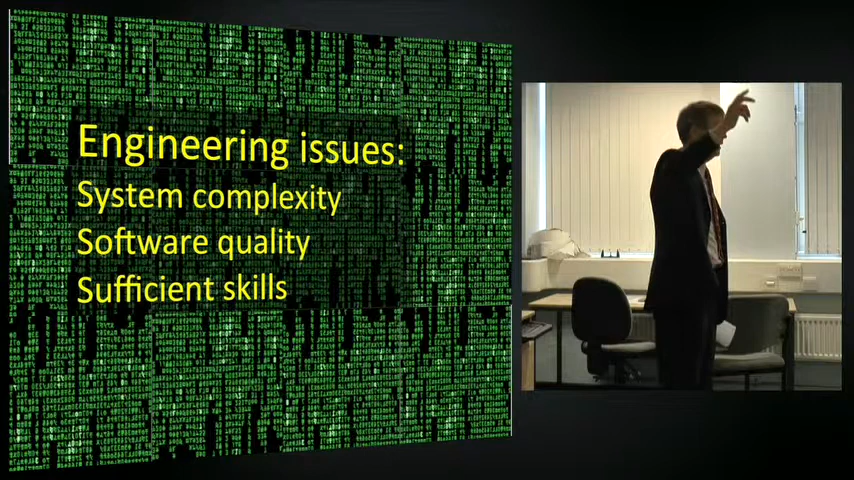 Engineering issues:
System complexity
Software quality
Sufficient skills